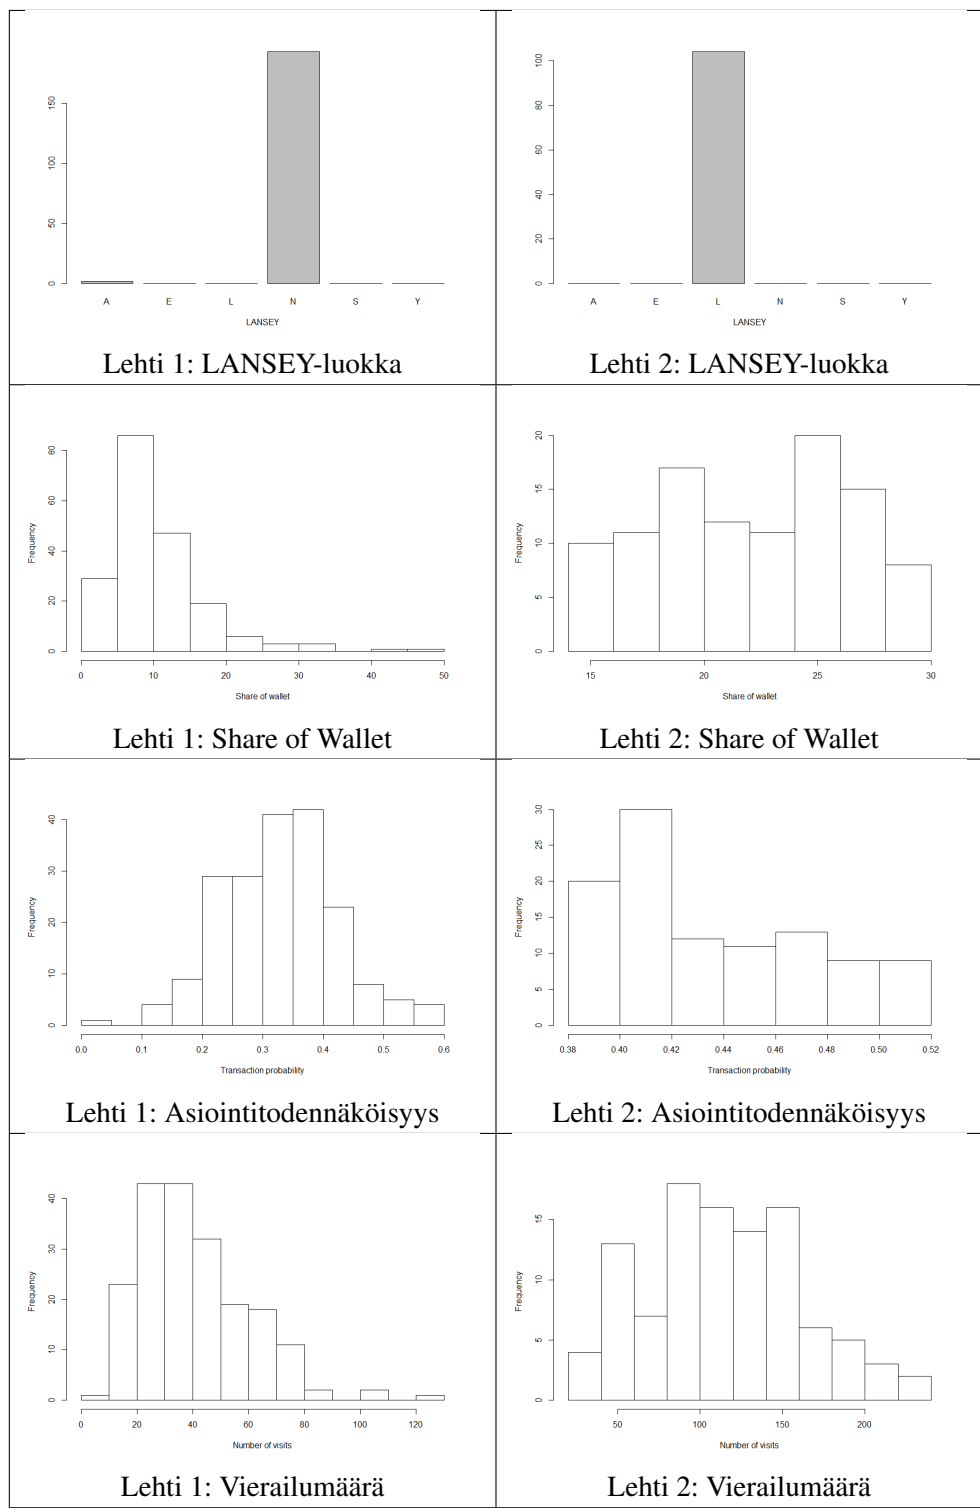 150
100
50
0
A E L N S Y
LANSEY
Lehti 1: LANSEY-luokka
100
80
60
40
20
0
A E L N S Y
LANSEY
Lehti 2: LANSEY-luokka
Frequency
80
60
40
20
0
0 10 20 30 40 50
Share of wallet
Lehti 1: Share of Wallet
Frequency
20
15
10
5
0
15 20 25 30
Share of wallet
Lehti 2: Share of Wallet
Frequency
40
30
20
10
0
0.0 0.1 0.2 0.3 0.4 0.5 0.6
Transaction probability
Lehti 1: Asiointitodennäköisyys
Frequency
30
25
20
15
10
5
0
0.38 0.40 0.42 0.44 0.46 0.48 0.50 0.52
Transaction probability
Lehti 2: Asiointitodennäköisyys
Frequency
40
30
20
10
0
0 20 40 60 80 100 120
Number of visits
Lehti 1: Vierailumäärä
Frequency
15
10
5
0
50 100 150 200
Number of visits
Lehti 2: Vierailumäärä